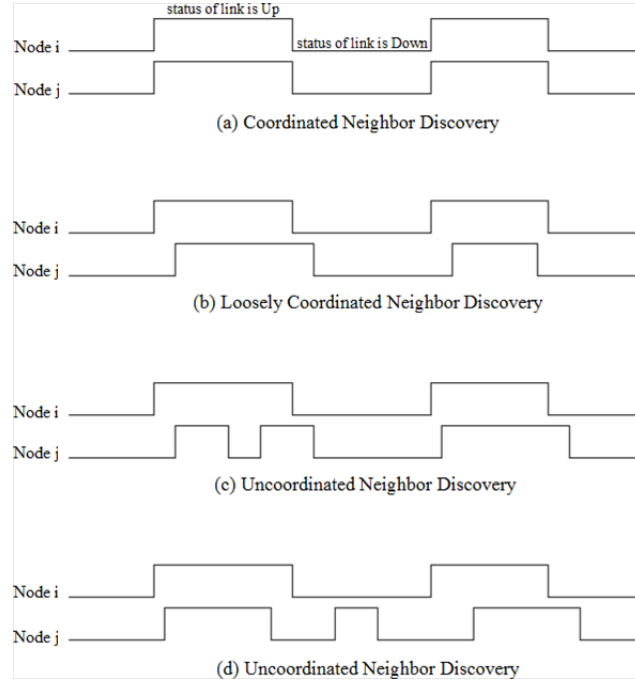 status of link is Up
Node i
status of link is Down
Node j
(a) Coordinated Neighbor Discovery
Node i
Node j
(b) Loosely Coordinated Neighbor Discovery
Node i
Node j
(c) Uncoordinated Neighbor Discovery
Node i
Node j
(d) Uncoordinated Neighbor Discovery